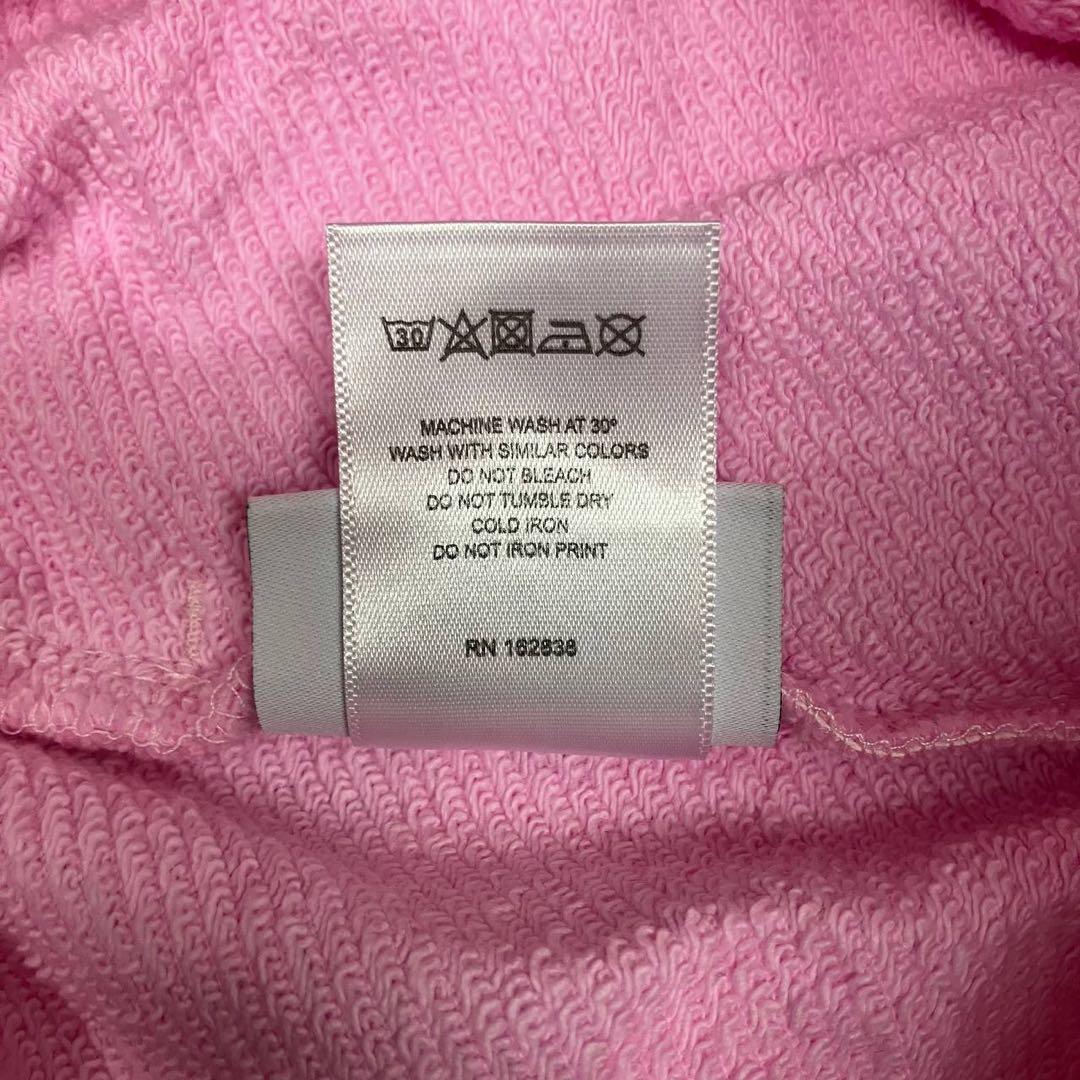 30
MACHINE WASH AT 30°
WASH WITH SIMILAR COLORS
DO NOT BLEACH
DO NOT TUMBLE DRY
COLD IRON
DO NOT IRON PRINT
RN 162838